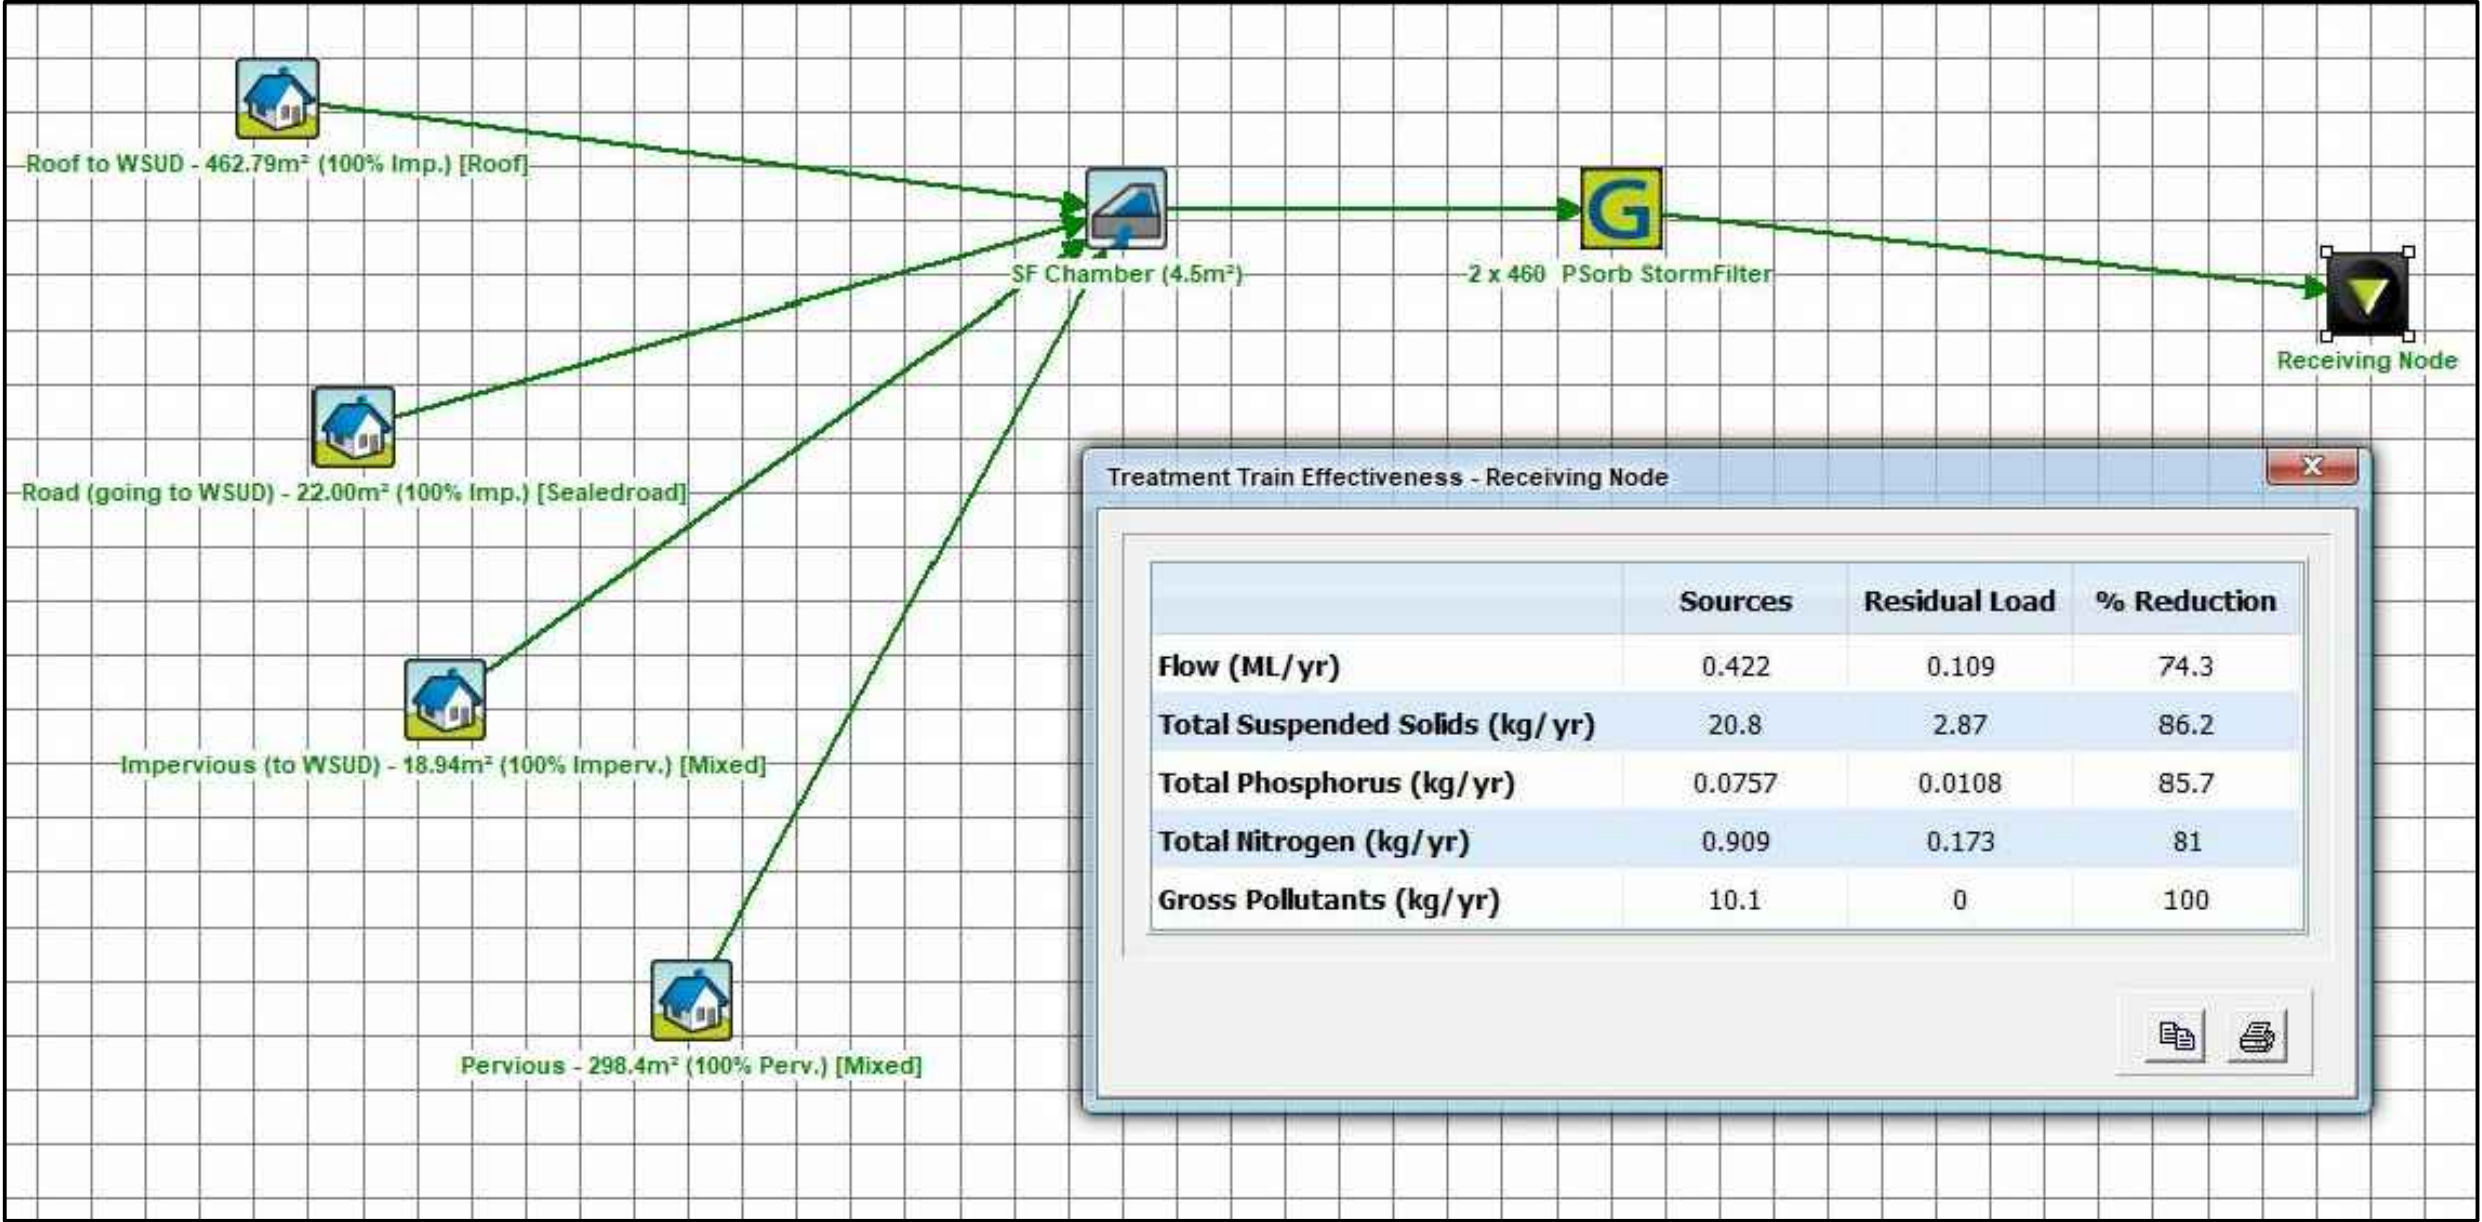 Roof to WSUD - 462.79m² (100% Imp.) [Roof]
SF Chamber (4.5m²)
2 x 460 PSorb StormFilter
Receiving Node
Road (going to WSUD) - 22.00m² (100% Imp.) [Sealedroad]
Impervious (to WSUD) - 18.94m² (100% Imperv.) [Mixed]
Pervious - 298.4m² (100% Perv.) [Mixed]
Treatment Train Effectiveness - Receiving Node
Sources Residual Load % Reduction
Flow (ML/yr) 0.422 0.109 74.3
Total Suspended Solids (kg/yr) 20.8 2.87 86.2
Total Phosphorus (kg/yr) 0.0757 0.0108 85.7
Total Nitrogen (kg/yr) 0.909 0.173 81
Gross Pollutants (kg/yr) 10.1 0 100